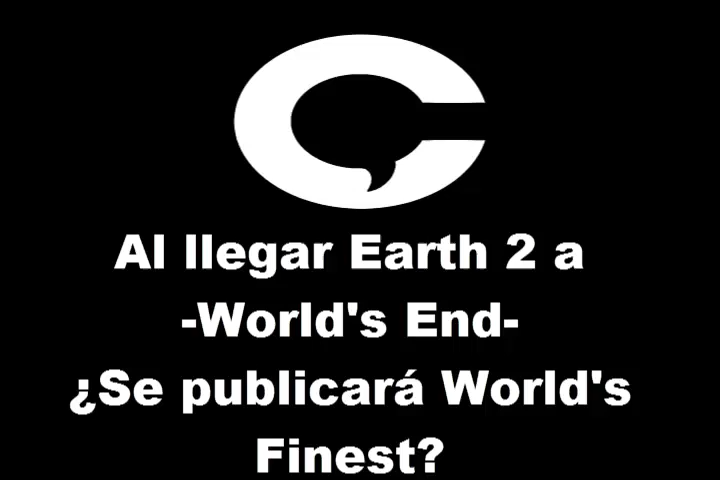 Al llegar Earth 2 a
-World's End-
¿Se publicará World's
Finest?